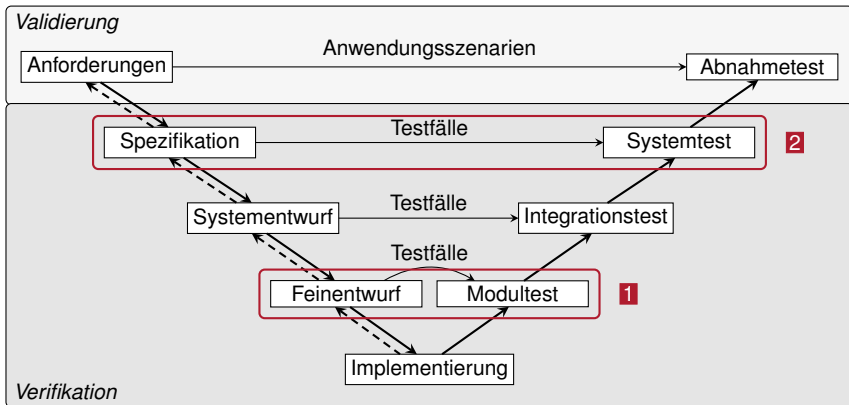 Validierung
Anwendungsszenarien
Anforderungen
Abnahmetest
Testfälle
Spezifikation
Systemtest
2
Testfälle
Systementwurf
Integrationstest
Testfälle
Feinentwurf
Modultest
1
Implementierung
Verifikation